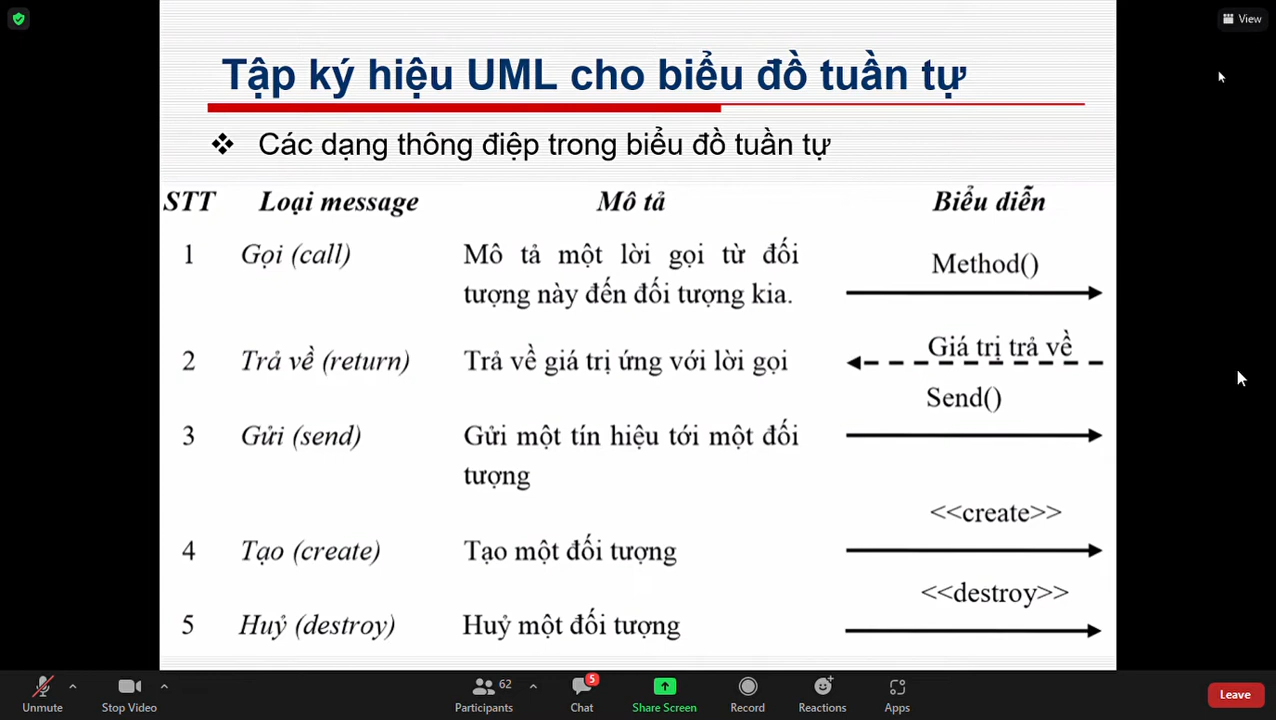 View
Tập ký hiệu UML cho biểu đồ tuần tự
Các dạng thông điệp trong biểu đồ tuần tự
STT Loại message Mô tả Biểu diễn
1 Gọi (call) Mô tả một lời gọi từ đối Method()
tượng này đến đối tượng kia.
Giá trị trả về
2 Trả về (return) Trả về giá trị ứng với lời gọi
Send()
3 Gửi (send) Gửi một tín hiệu tới một đối
tượng
<<create>>
4 Tạo (create) Tạo một đối tượng
<<destroy>>
5 Huỷ (destroy) Huỷ một đối tượng
62 5
Unmute Stop Video Participants Chat Share Screen Record Reactions Apps Leave